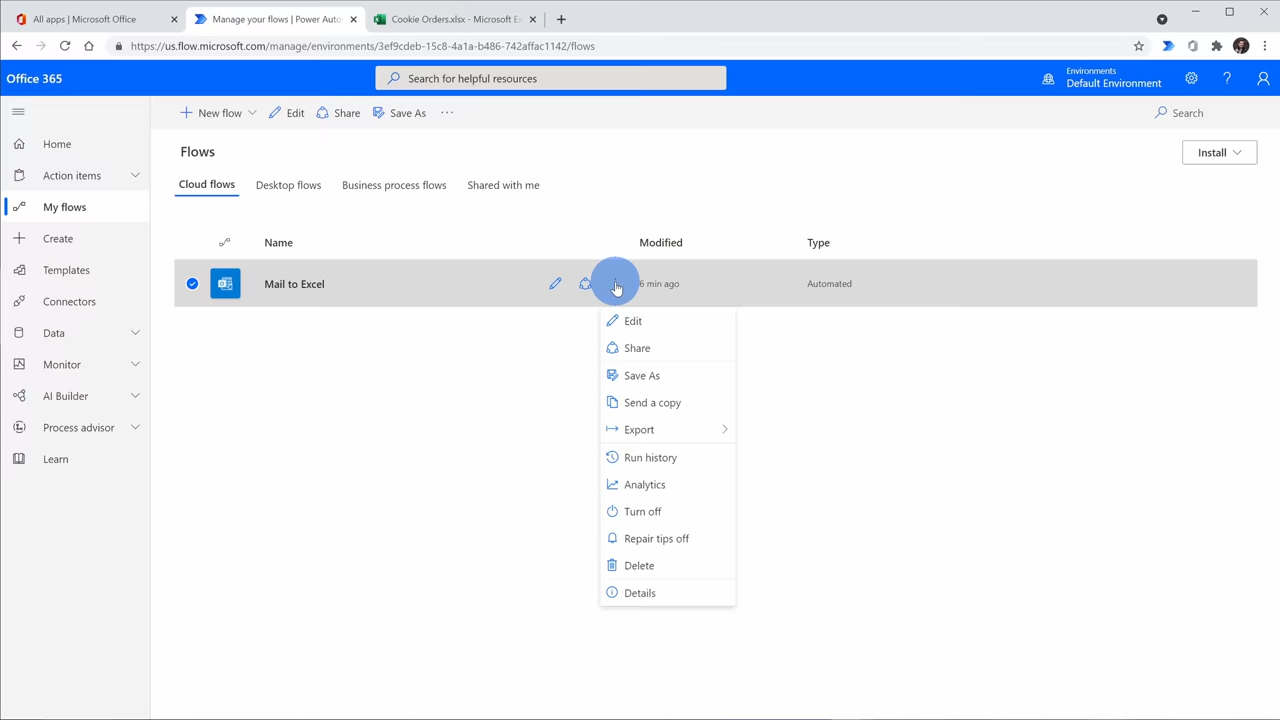 All apps | Microsoft Office
Manage your flows | Power Auto
Cookie Orders.xlsx - Microsoft Ex
https://us.flow.microsoft.com/manage/environments/3ef9cdeb-15c8-4a1a-b486-742affac1142/flows
Office 365
Search for helpful resources
Environments
Default Environment
New flow
Edit
Share
Save As
Search
Home
Action items
My flows
Create
Templates
Connectors
Data
Monitor
AI Builder
Process advisor
Learn
Flows
Install
Cloud flows
Desktop flows
Business process flows
Shared with me
Name
Modified
Type
Mail to Excel
6 min ago
Automated
Edit
Share
Save As
Send a copy
Export
Run history
Analytics
Turn off
Repair tips off
Delete
Details